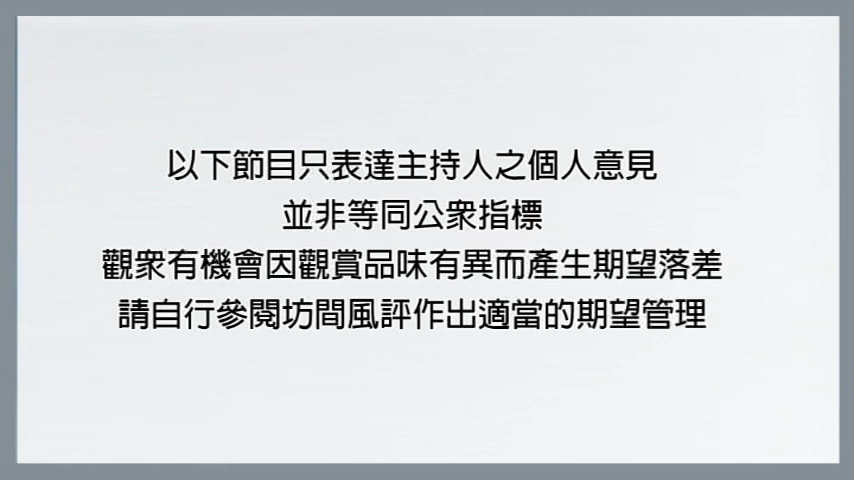 以下節目只表達主持人之個人意見
並非等同公眾指標
觀眾有機會因觀賞品味有異而產生期望落差
請自行參閱坊間風評作出適當的期望管理